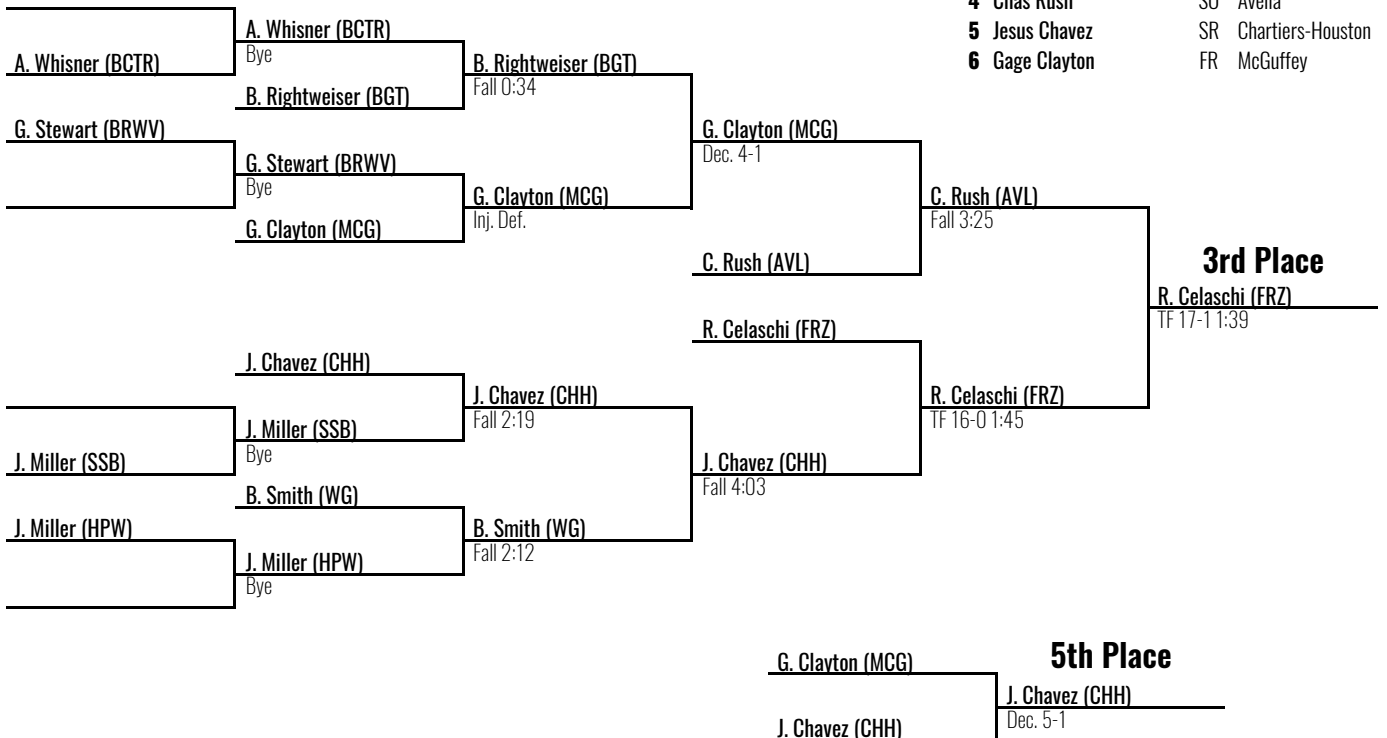 4 Chas Rush SO Avella
A. Whisner (BCTR)
Bye
5 Jesus Chavez SR Chartiers-Houston
A. Whisner (BCTR)
B. Rightweiser (BGT)
Fall 0:34
6 Gage Clayton FR McGuffey
B. Rightweiser (BGT)
G. Stewart (BRWV)
G. Clayton (MCG)
Dec. 4-1
G. Stewart (BRWV)
Bye
G. Clayton (MCG)
Inj. Def.
C. Rush (AVL)
Fall 3:25
G. Clayton (MCG)
C. Rush (AVL)
3rd Place
R. Celaschi (FRZ)
TF 17-1 1:39
R. Celaschi (FRZ)
J. Chavez (CHH)
J. Chavez (CHH)
Fall 2:19
R. Celaschi (FRZ)
TF 16-0 1:45
J. Miller (SSB)
Bye
J. Miller (SSB)
J. Chavez (CHH)
Fall 4:03
B. Smith (WG)
J. Miller (HPW)
B. Smith (WG)
Fall 2:12
J. Miller (HPW)
Bye
5th Place
G. Clayton (MCG)
J. Chavez (CHH)
Dec. 5-1
J. Chavez (CHH)